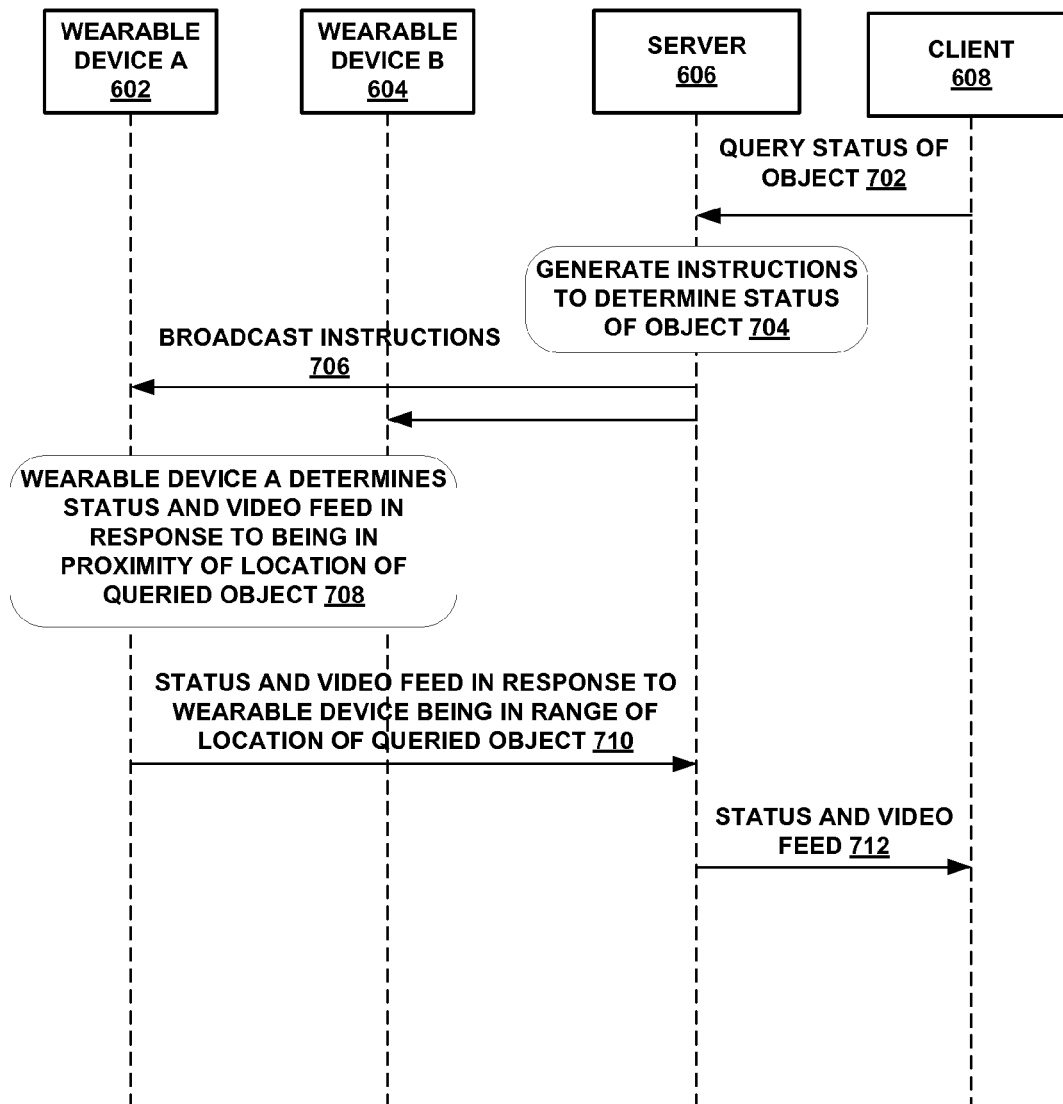 WEARABLE
DEVICE A
602
WEARABLE
DEVICE B
604
SERVER
606
CLIENT
608
QUERY STATUS OF
OBJECT 702
GENERATE INSTRUCTIONS
TO DETERMINE STATUS
OF OBJECT 704
BROADCAST INSTRUCTIONS
706
WEARABLE DEVICE A DETERMINES
STATUS AND VIDEO FEED IN
RESPONSE TO BEING IN
PROXIMITY OF LOCATION OF
QUERIED OBJECT 708
STATUS AND VIDEO FEED IN RESPONSE TO
WEARABLE DEVICE BEING IN RANGE OF
LOCATION OF QUERIED OBJECT 710
STATUS AND VIDEO
FEED 712